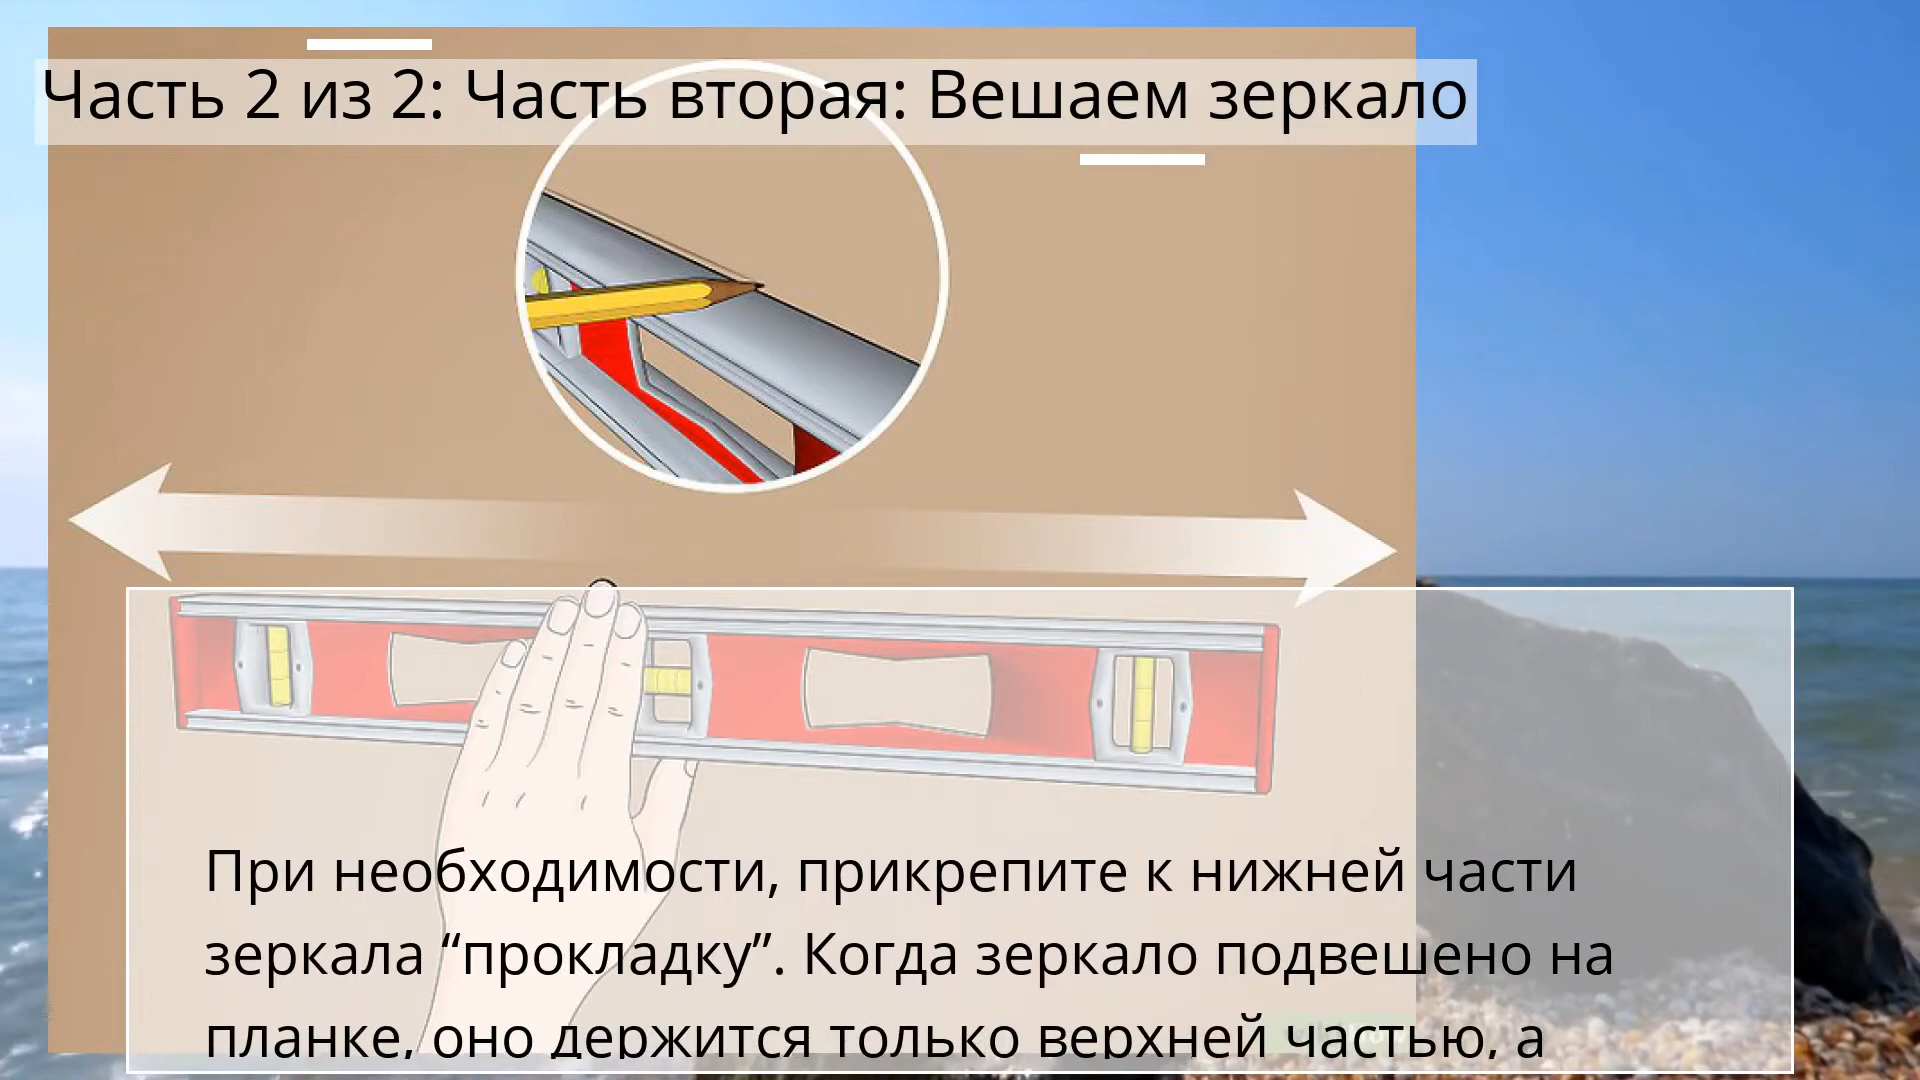 Часть 2 из 2: Часть вторая: Вешаем зеркало
При необходимости, прикрепите к нижней части
зеркала “прокладку”. Когда зеркало подвешено на
планке, оно держится только верхней частью, а